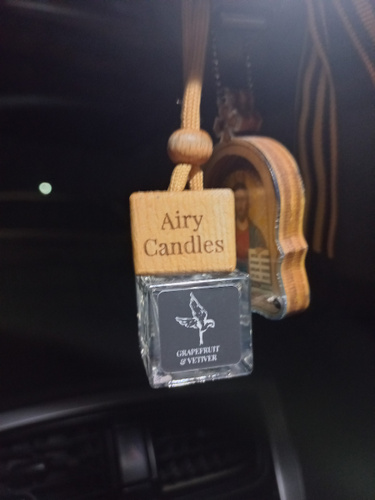 Airy
Candles
GRAPEFRUIT
& VETIVER